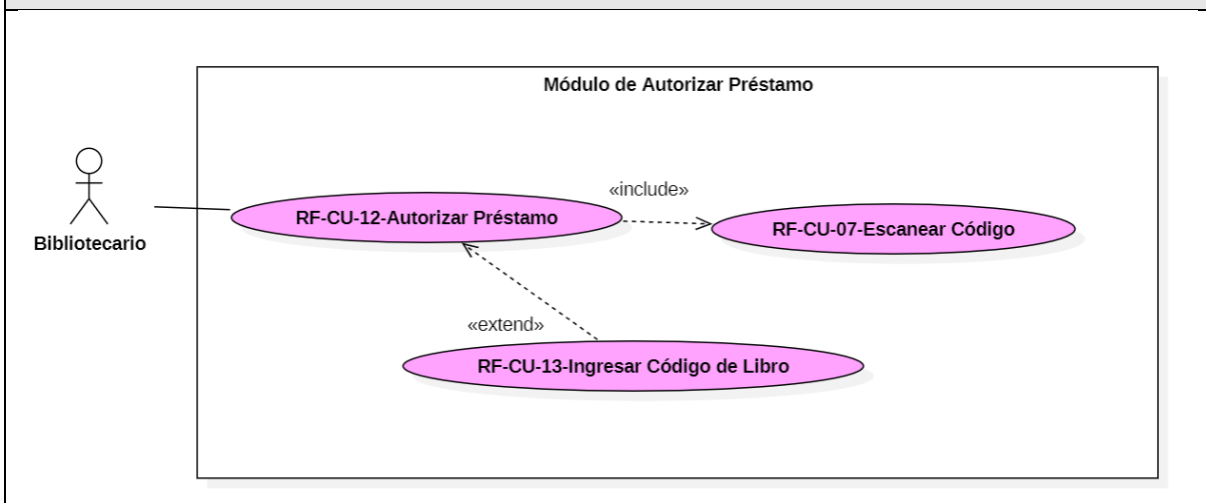 Módulo de Autorizar Préstamo
«include»
RF-CU-12-Autorizar Préstamo
RF-CU-07-Escanear Código
Bibliotecario
«extend»
RF-CU-13-Ingresar Código de Libro